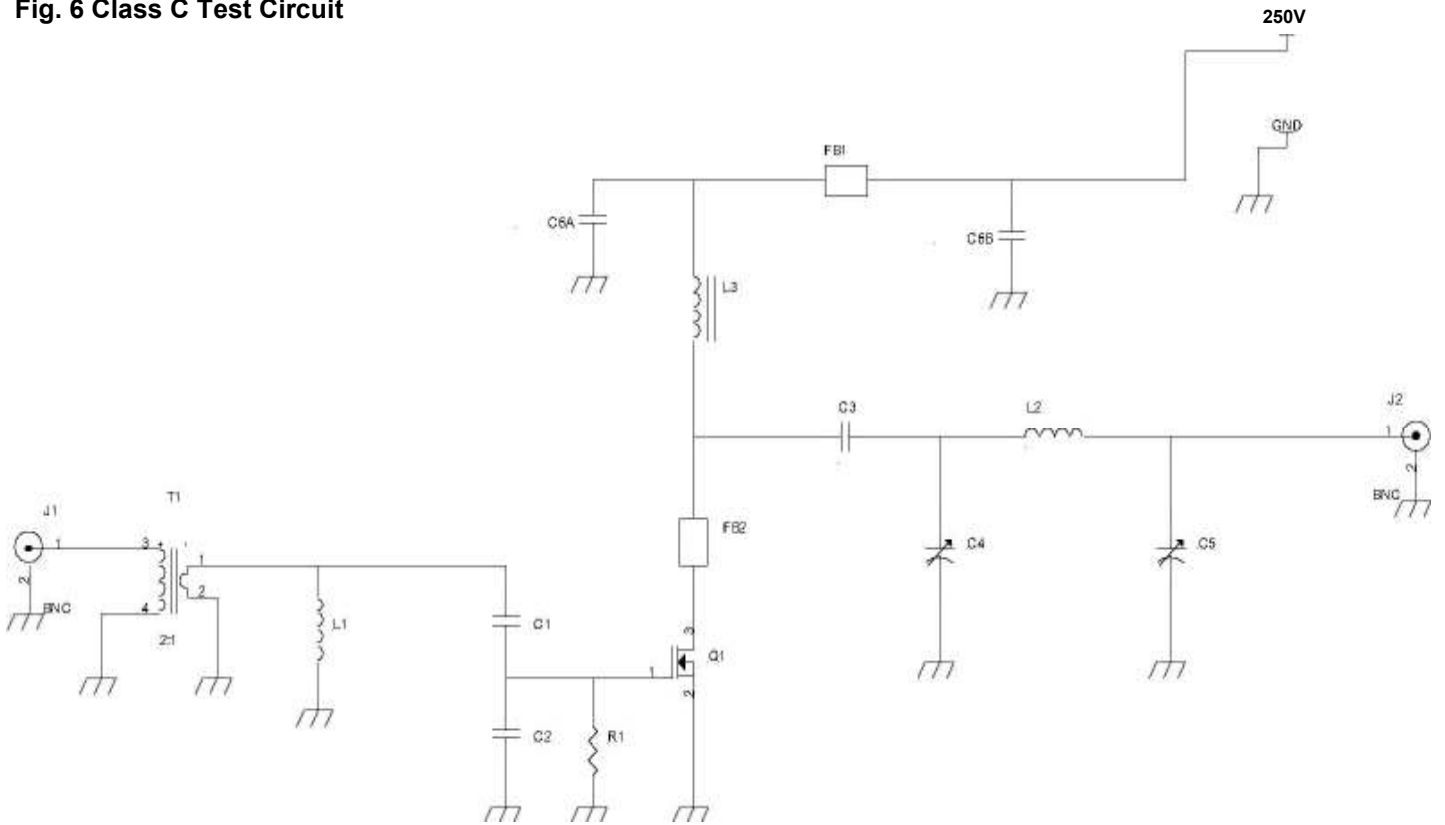 Fig. 6 Class C Test Circuit
250V
GND
FB1
C6A
C6B
L3
C3
L2
J2
1
2
BNC
T1
J1
1
3
+
-
1
FB2
C4
C5
2
BNC
4
2
2:1
L1
C1
3
Q1
1
2
C2
R1